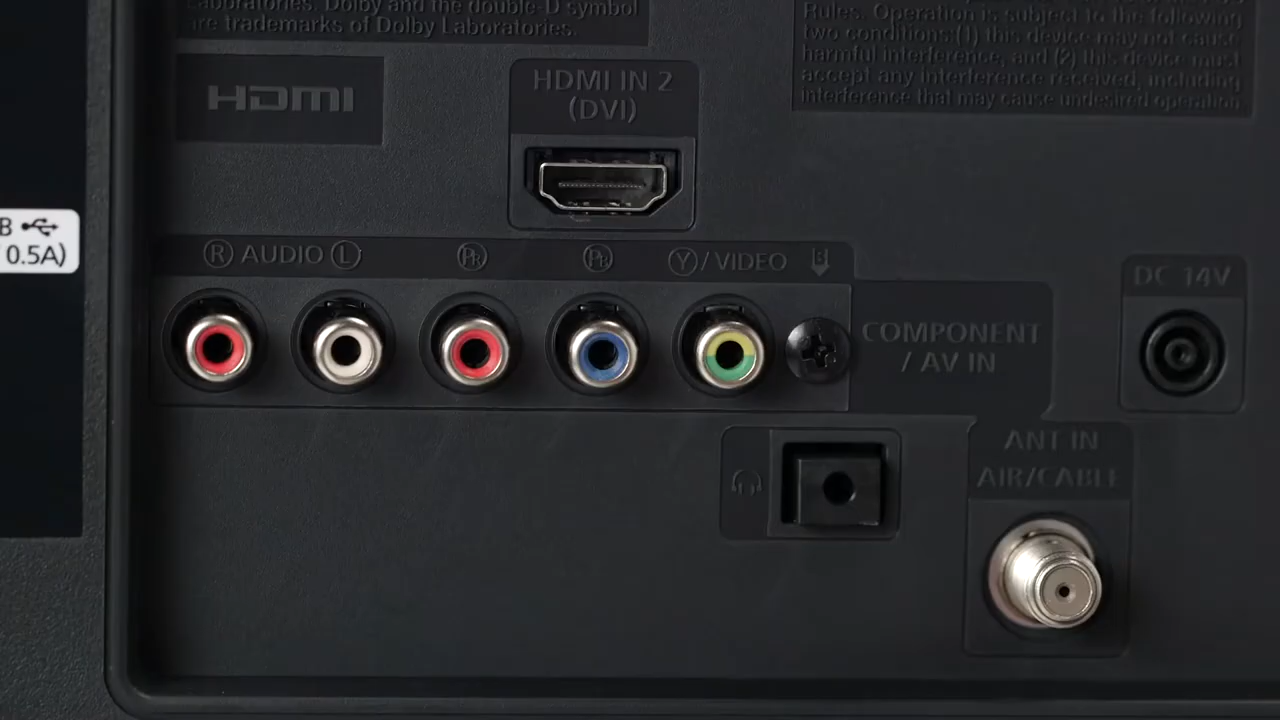 Laboratories. Dolby and the double-D symbol
are trademarks of Dolby Laboratories.
Rules. Operation is subject to the following
two conditions:(1) this device may not cause
harmful interference, and (2) this device must
accept any interference received, including
interference that may cause undesired operation.
HDMI
HDMI IN 2
(DVI)
B
0.5A)
R AUDIO L
PR
PB
Y / VIDEO
COMPONENT
/ AV IN
DC 14V
ANT IN
AIR/CABLE